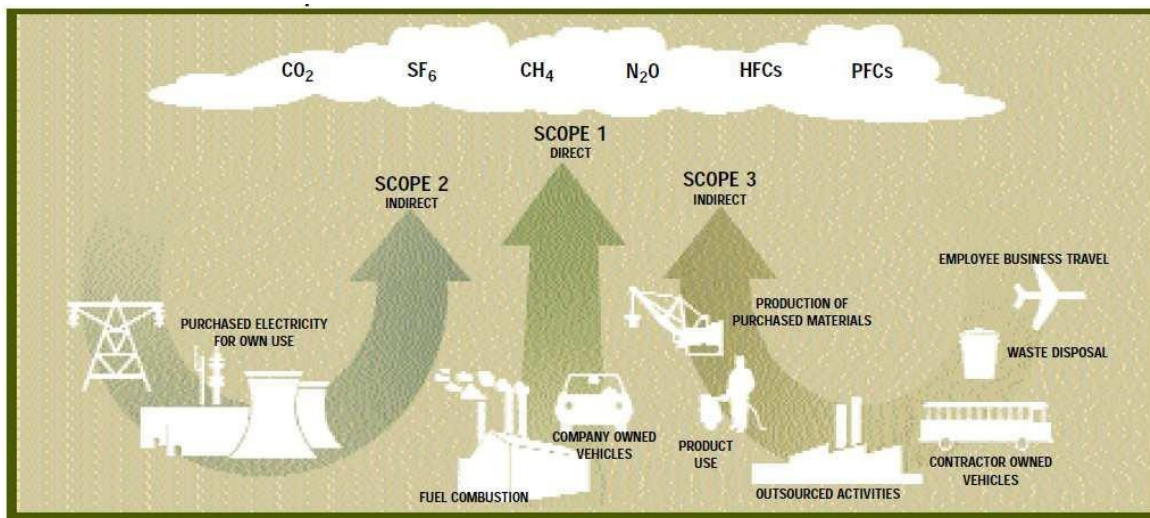 CO₂ SF₆ CH₄ N₂O HFCs PFCs
SCOPE 1
DIRECT
SCOPE 2
INDIRECT
SCOPE 3
INDIRECT
EMPLOYEE BUSINESS TRAVEL
PURCHASED ELECTRICITY
FOR OWN USE
PRODUCTION OF
PURCHASED MATERIALS
WASTE DISPOSAL
COMPANY OWNED
VEHICLES
PRODUCT
USE
CONTRACTOR OWNED
VEHICLES
FUEL COMBUSTION
OUTSOURCED ACTIVITIES